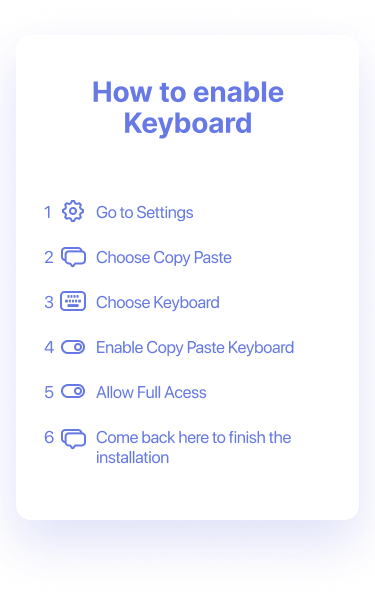 How to enable
Keyboard
1 Go to Settings
2 Choose Copy Paste
3 Choose Keyboard
4 Enable Copy Paste Keyboard
5 Allow Full Acess
6 Come back here to finish the
installation